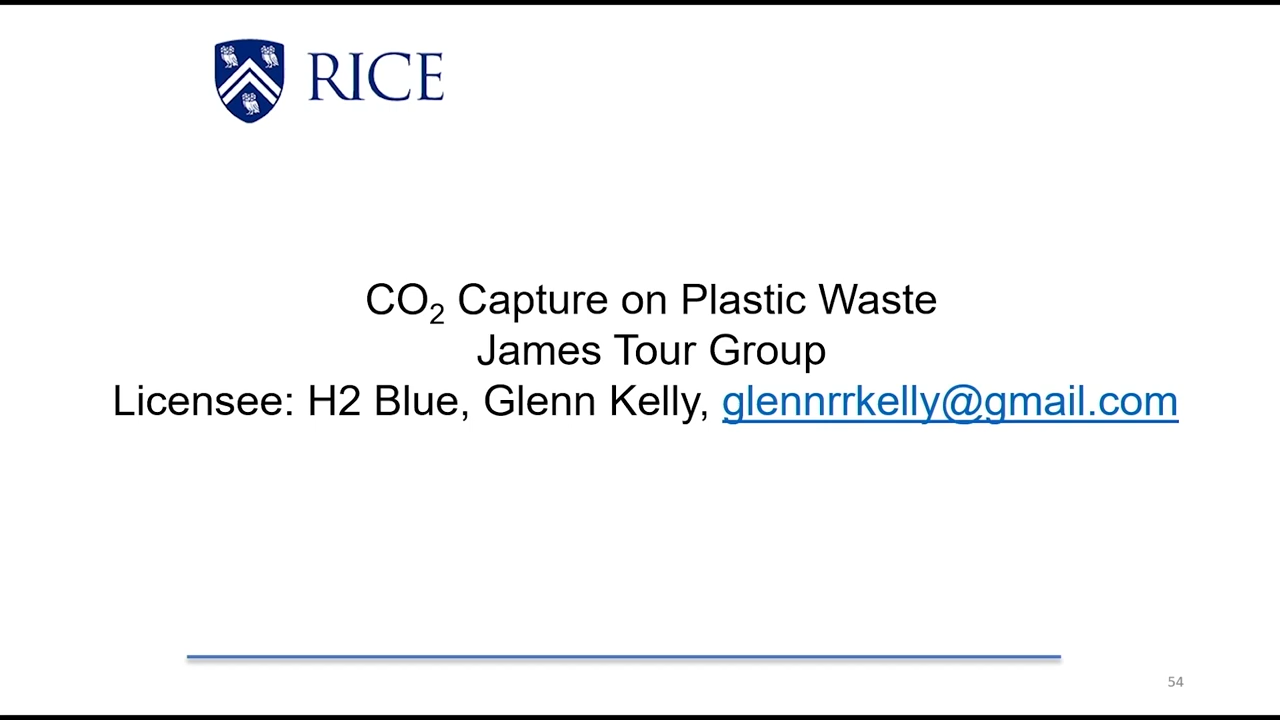 RICE
CO₂ Capture on Plastic Waste
James Tour Group
Licensee: H2 Blue, Glenn Kelly, glennrrkelly@gmail.com
54